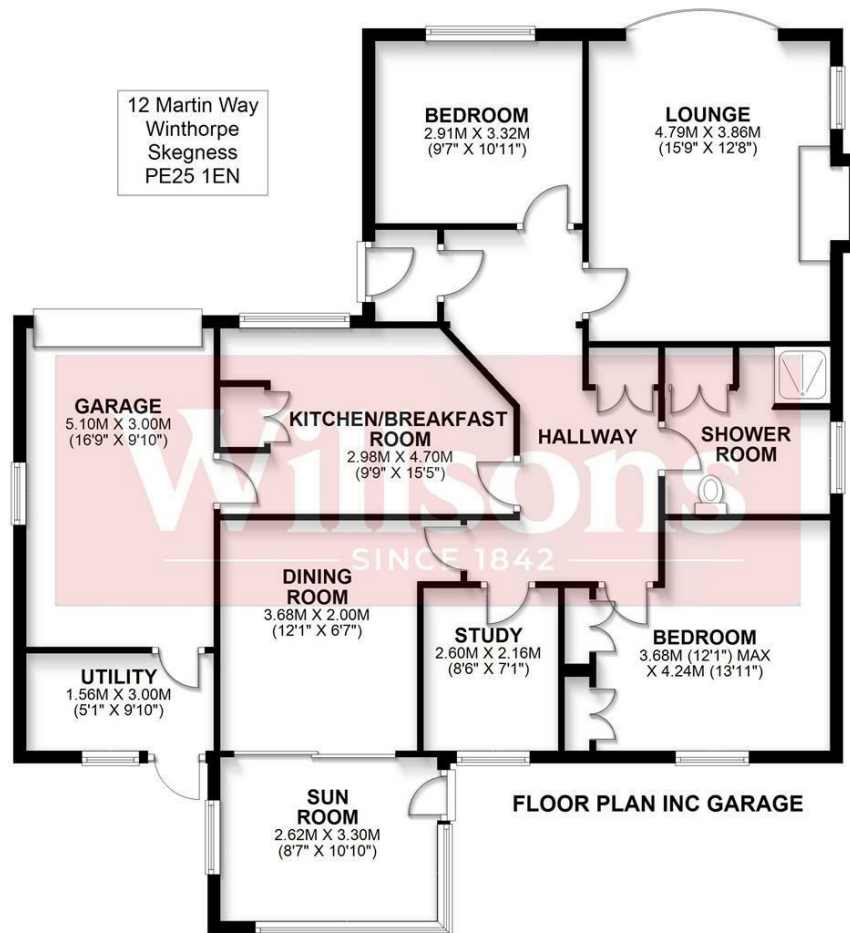 12 Martin Way
Winthorpe
Skegness
PE25 1EN
BEDROOM
2.91M X 3.32M
(9'7" X 10'11")
LOUNGE
4.79M X 3.86M
(15'9" X 12'8")
GARAGE
5.10M X 3.00M
(16'9" X 9'10")
KITCHEN/BREAKFAST
ROOM
2.98M X 4.70M
(9'9" X 15'5")
HALLWAY
SHOWER
ROOM
Willsons
SINCE 1842
DINING
ROOM
3.68M X 2.00M
(12'1" X 6'7")
STUDY
2.60M X 2.16M
(8'6" X 7'1")
BEDROOM
3.68M (12'1") MAX
X 4.24M (13'11")
UTILITY
1.56M X 3.00M
(5'1" X 9'10")
SUN
ROOM
2.62M X 3.30M
(8'7" X 10'10")
FLOOR PLAN INC GARAGE